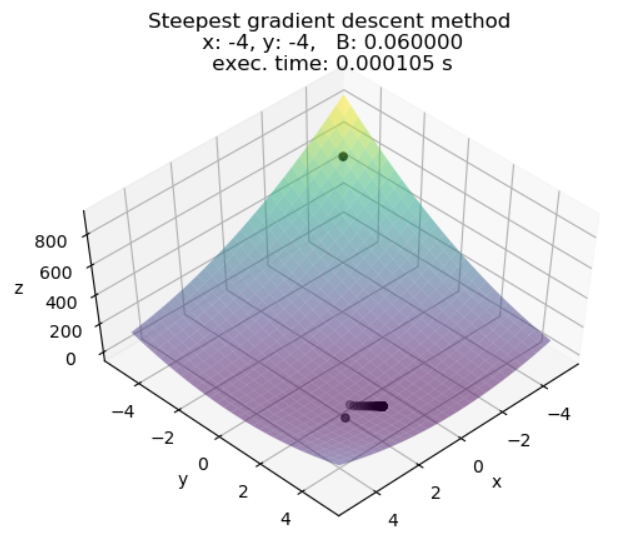 Steepest gradient descent method
x: -4, y: -4,   B: 0.060000
exec. time: 0.000105 s
800
600
400
200
0
z
−4
−2
0
2
4
y
−4
−2
0
2
4
x